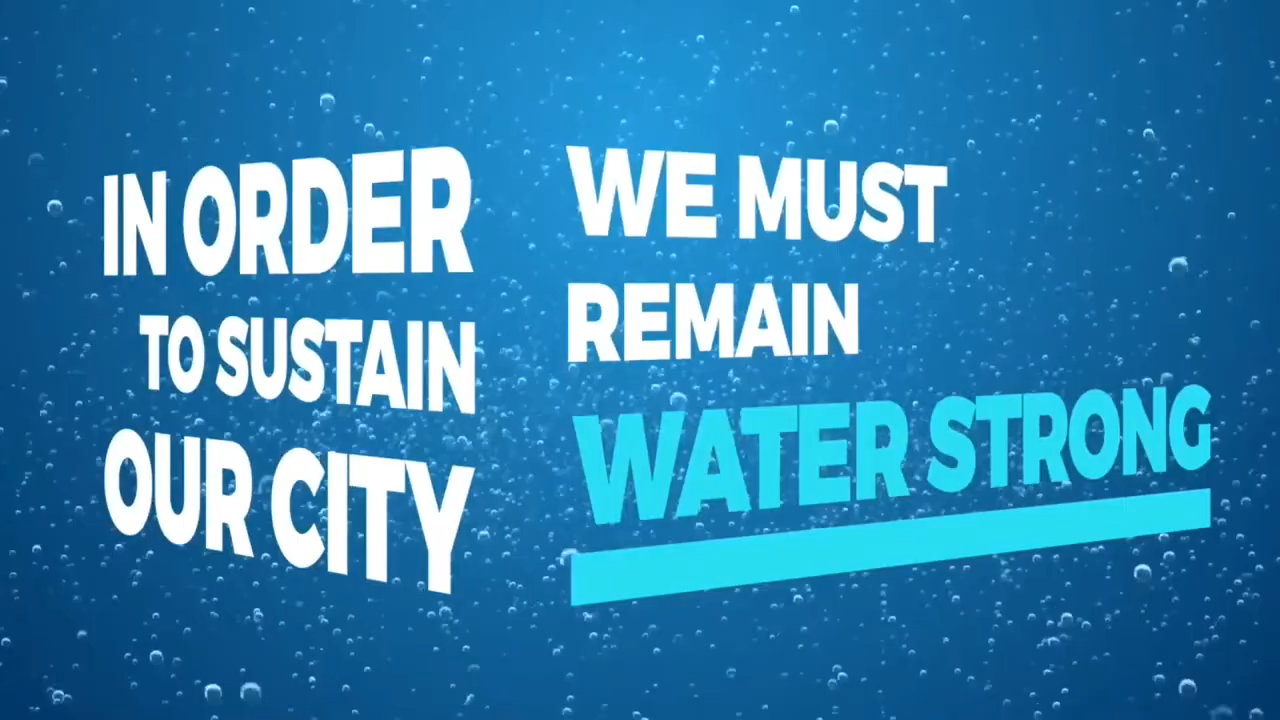 IN ORDER
TO SUSTAIN
OUR CITY
WE MUST
REMAIN
WATER STRONG